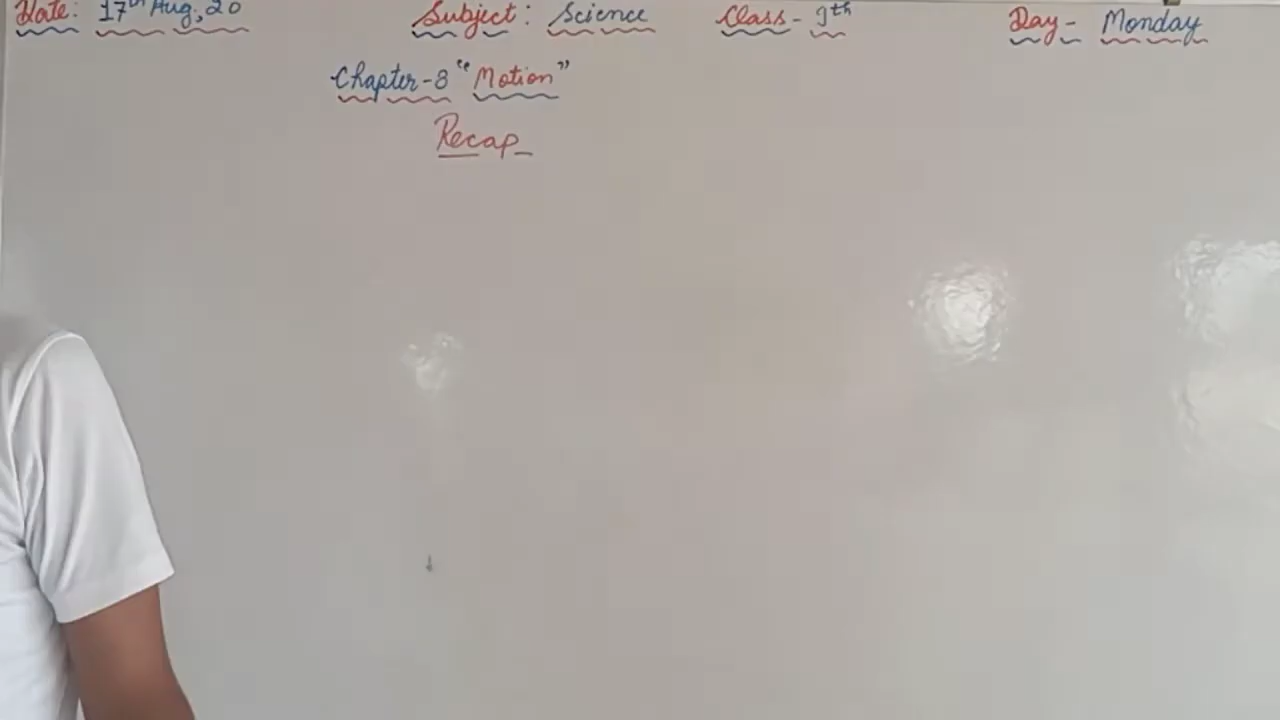 Date: 17th Aug, 20 Subject: Science Class- 9th Day- Monday
Chapter-8 "Motion"
Recap